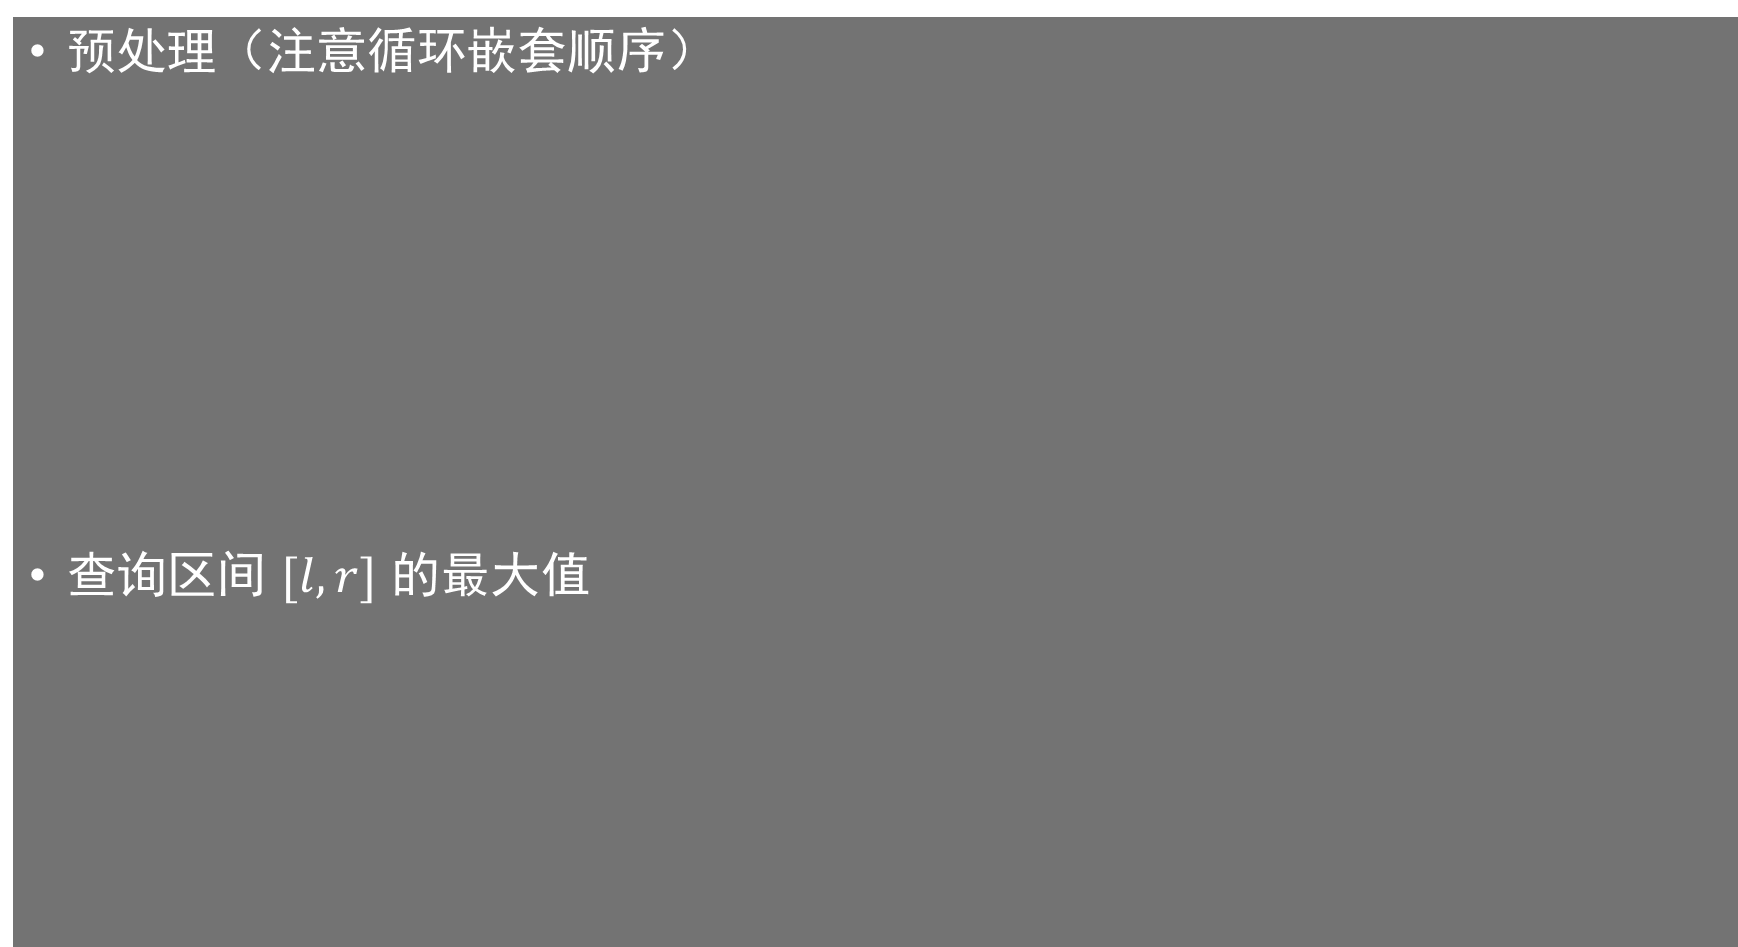 • 预处理（注意循环嵌套顺序）
• 查询区间 [l, r] 的最大值